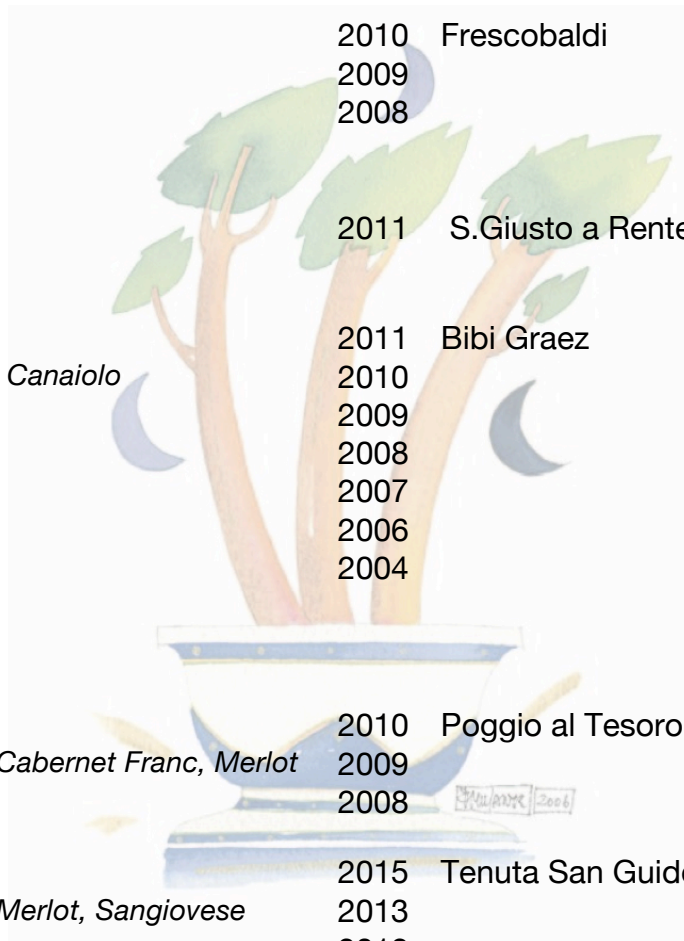 2010 Frescobaldi
2009
2008
2011 S.Giusto a Rente
2011 Bibi Graez
Canaiolo 2010
2009
2008
2007
2006
2004
2010 Poggio al Tesoro
Cabernet Franc, Merlot 2009
2008
2006
2015 Tenuta San Guid
Merlot, Sangiovese 2013